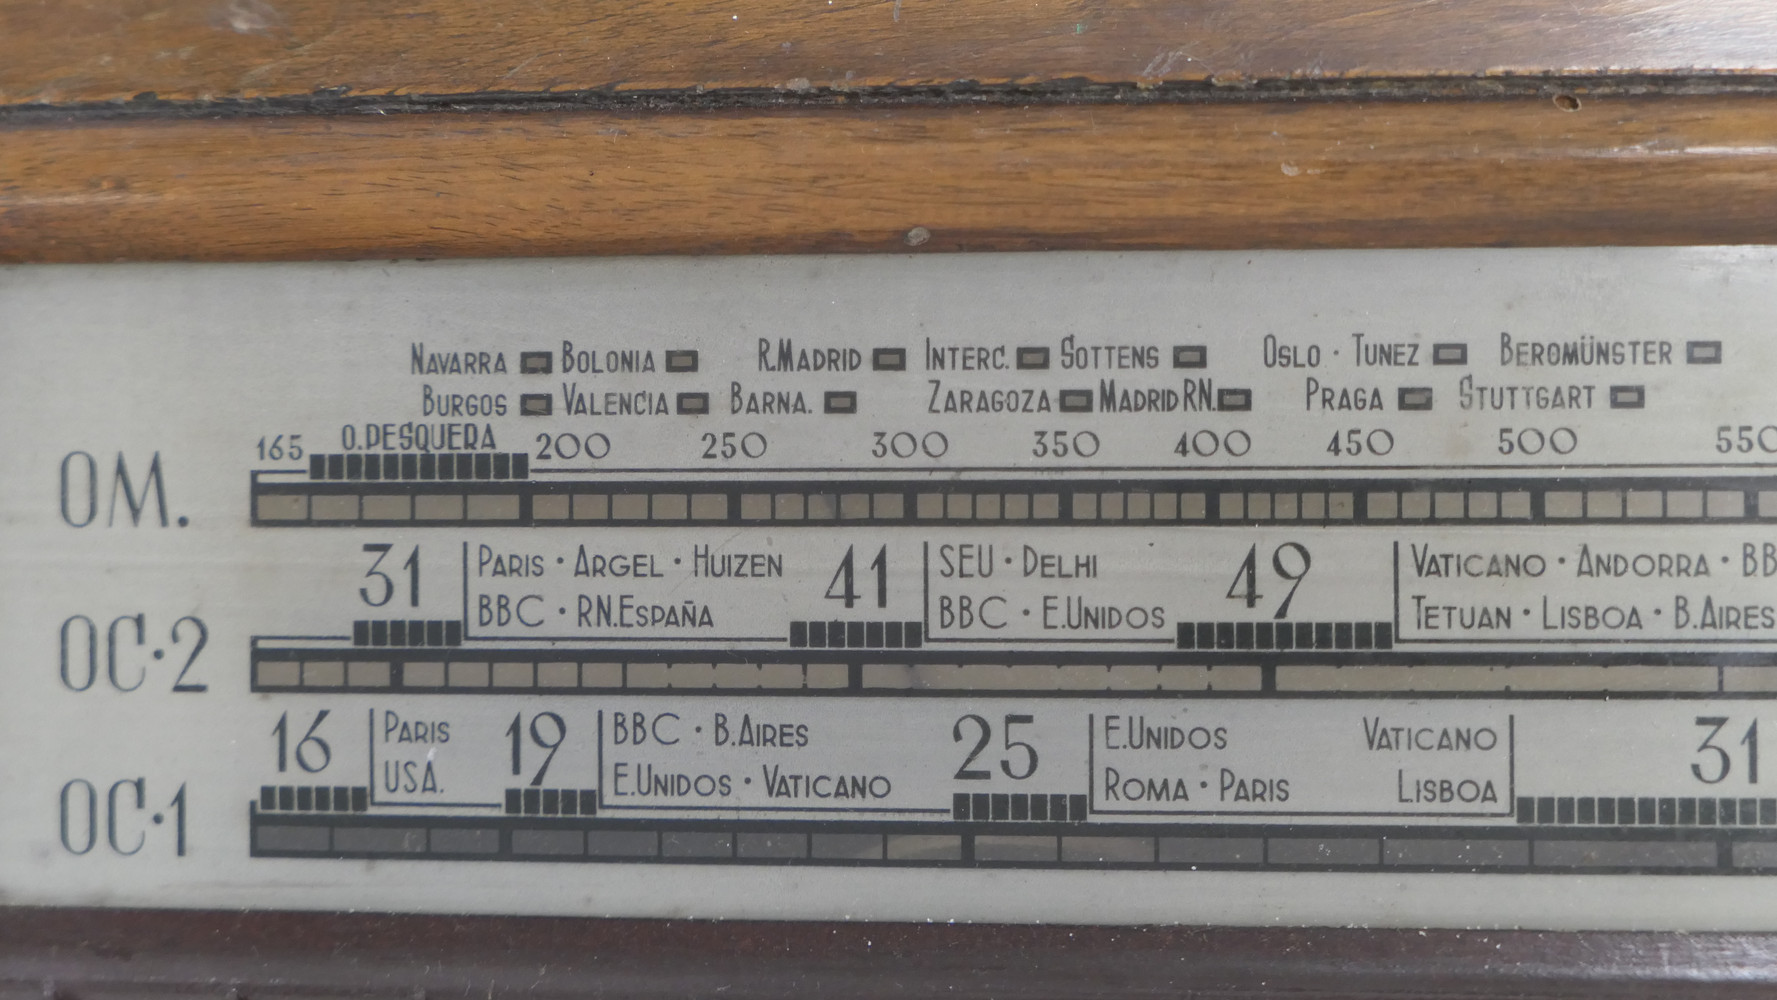 NAVARRA BOLONIA R.MADRID INTERC. SOTTENS OSLO · TUNEZ BEROMÜNSTER
BURGOS VALENCIA BARNA. ZARAGOZA MADRID RN. PRAGA STUTTGART
O.PESQUERA
165 200 250 300 350 400 450 500 550
OM.
31 PARIS · ARGEL · HUIZEN 41 SEU · DELHI 49 VATICANO · ANDORRA · BB
BBC · RN.ESPAÑA BBC · E.UNIDOS TETUAN · LISBOA · B.AIRES
OC·2
16 PARIS 19 BBC · B.AIRES 25 E.UNIDOS VATICANO 31
USA. E.UNIDOS · VATICANO ROMA · PARIS LISBOA
OC·1